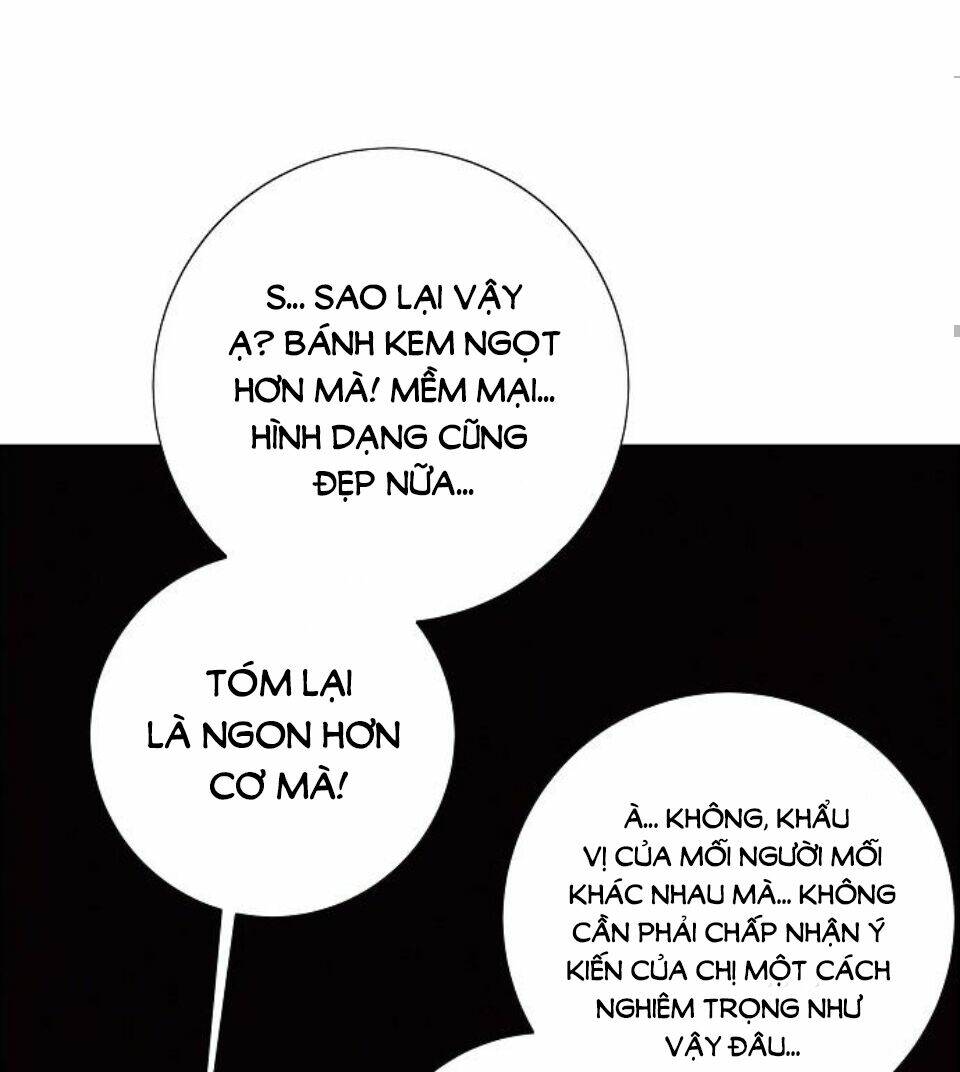 S... SAO LẠI VẬY
Ạ? BÁNH KEM NGỌT
HƠN MÀ! MỀM MẠI...
HÌNH DẠNG CŨNG
ĐẸP NỮA...
TÓM LẠI
LÀ NGON HƠN
CƠ MÀ!
À... KHÔNG, KHẨU
VỊ CỦA MỖI NGƯỜI MỖI
KHÁC NHAU MÀ... KHÔNG
CẦN PHẢI CHẤP NHẬN Ý
KIẾN CỦA CHỊ MỘT CÁCH
NGHIÊM TRỌNG NHƯ
VẬY ĐÂU...